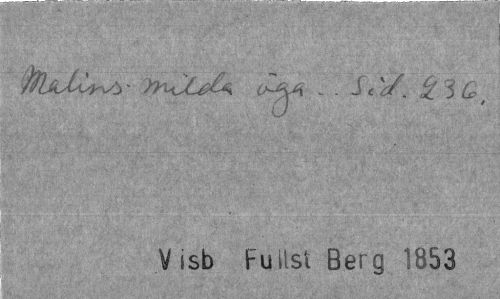 Malins milda öga.. Sid. 236.
Visb Fullst Berg 1853